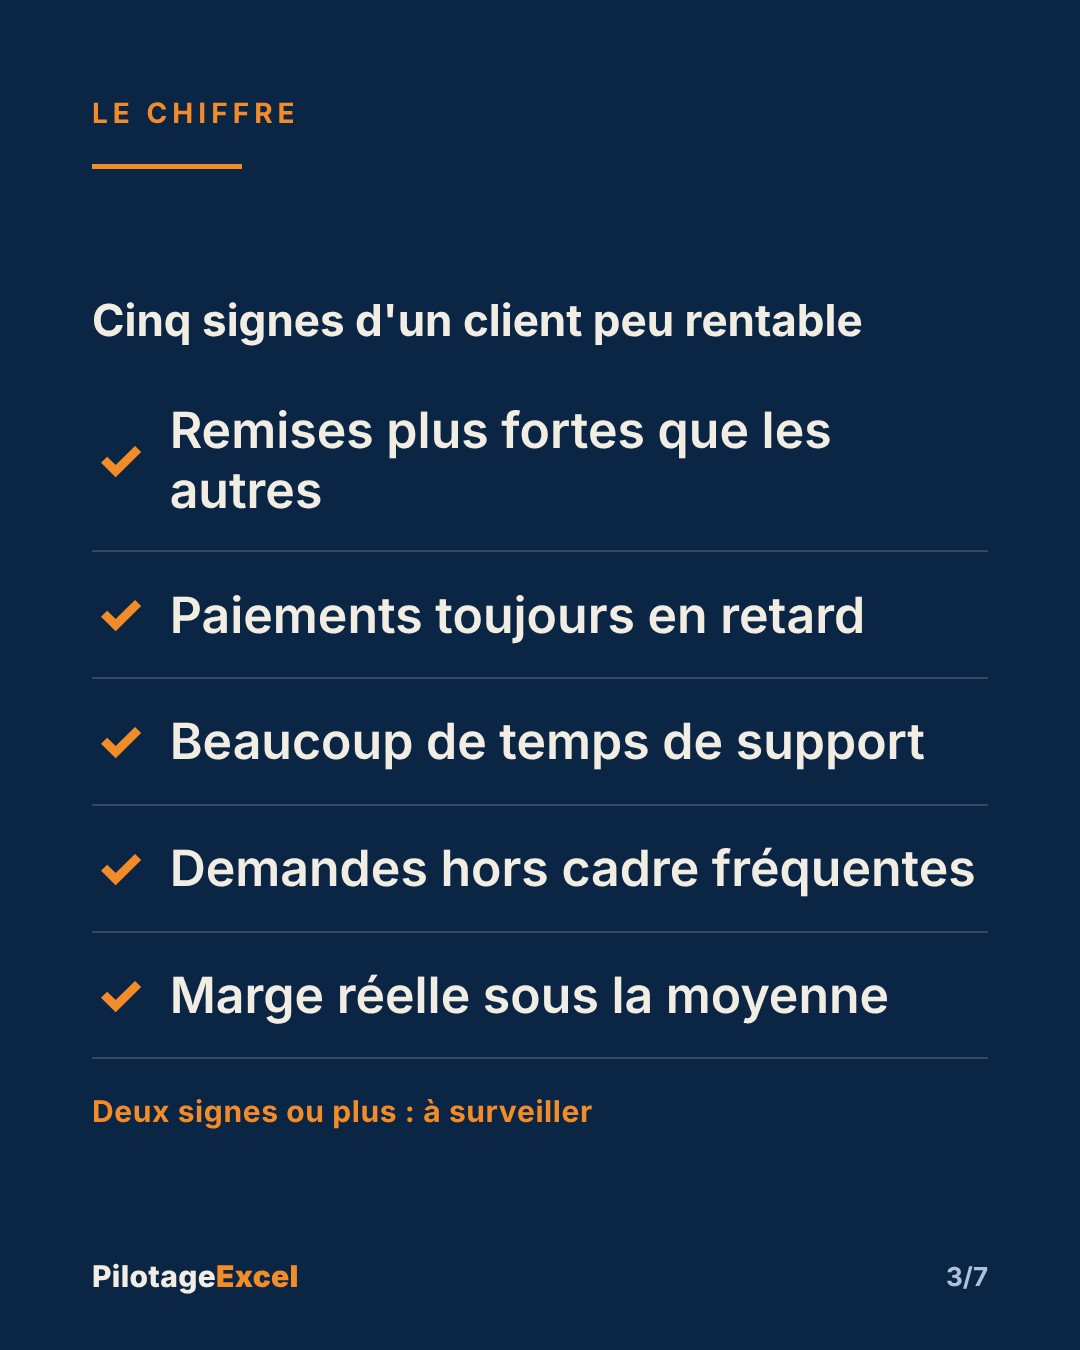 LE CHIFFRE
Cinq signes d'un client peu rentable
Remises plus fortes que les
autres
Paiements toujours en retard
Beaucoup de temps de support
Demandes hors cadre fréquentes
Marge réelle sous la moyenne
Deux signes ou plus : à surveiller
PilotageExcel
3/7